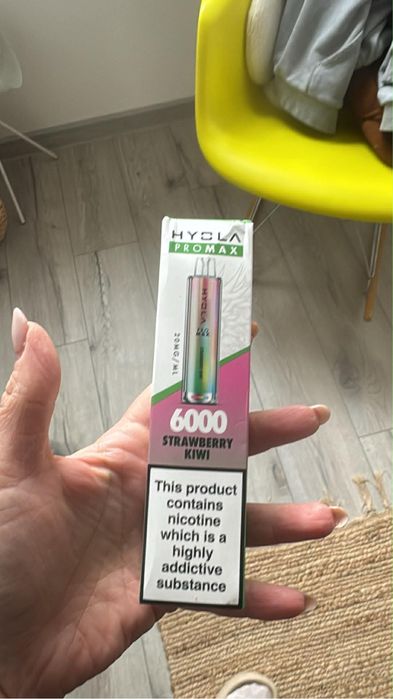 HYOLA
PROMAX
20MG/ML
6000
STRAWBERRY
KIWI
This product
contains
nicotine
which is a
highly
addictive
substance